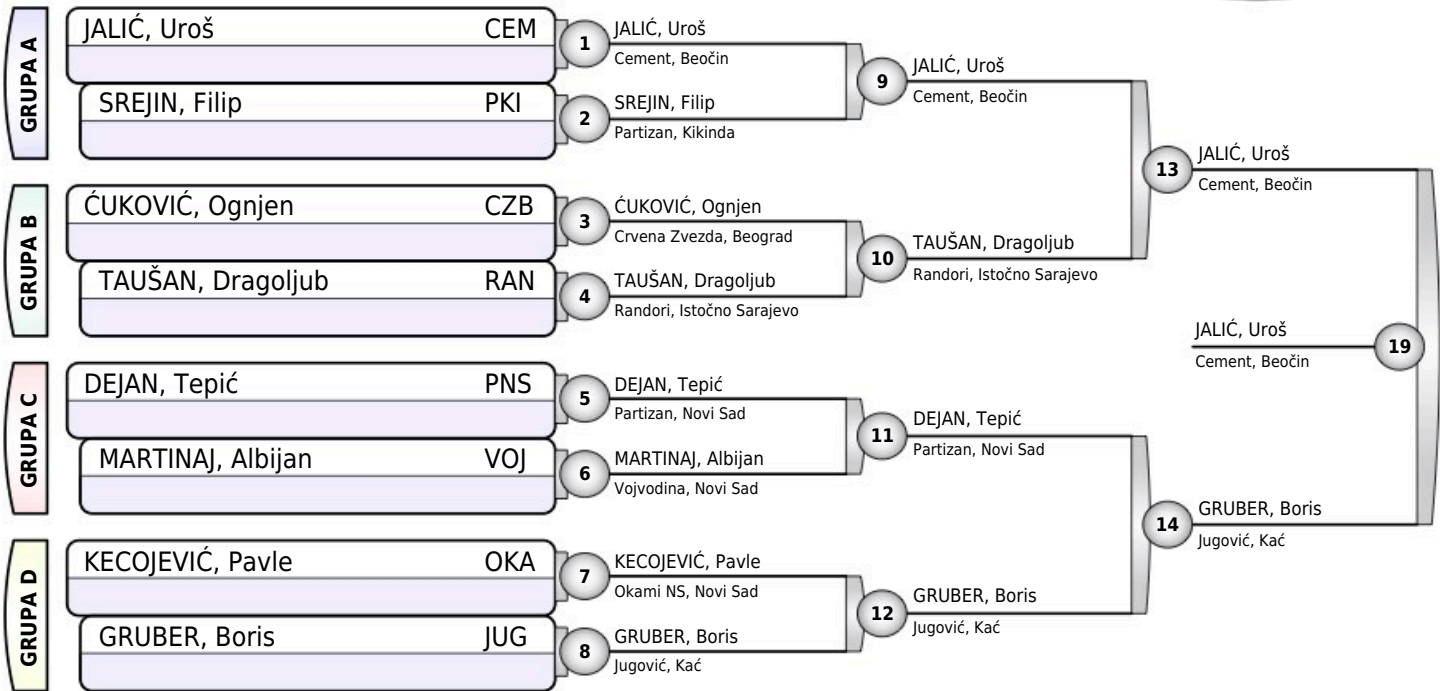 GRUPA A
JALIĆ, Uroš CEM
SREJIN, Filip PKI
GRUPA B
ĆUKOVIĆ, Ognjen CZB
TAUŠAN, Dragoljub RAN
GRUPA C
DEJAN, Tepić PNS
MARTINAJ, Albijan VOJ
GRUPA D
KECOJEVIĆ, Pavle OKA
GRUBER, Boris JUG
1
JALIĆ, Uroš
Cement, Beočin
2
SREJIN, Filip
Partizan, Kikinda
3
ĆUKOVIĆ, Ognjen
Crvena Zvezda, Beograd
4
TAUŠAN, Dragoljub
Randori, Istočno Sarajevo
5
DEJAN, Tepić
Partizan, Novi Sad
6
MARTINAJ, Albijan
Vojvodina, Novi Sad
7
KECOJEVIĆ, Pavle
Okami NS, Novi Sad
8
GRUBER, Boris
Jugović, Kać
9
JALIĆ, Uroš
Cement, Beočin
10
TAUŠAN, Dragoljub
Randori, Istočno Sarajevo
11
DEJAN, Tepić
Partizan, Novi Sad
12
GRUBER, Boris
Jugović, Kać
13
JALIĆ, Uroš
Cement, Beočin
14
GRUBER, Boris
Jugović, Kać
JALIĆ, Uroš
Cement, Beočin
19